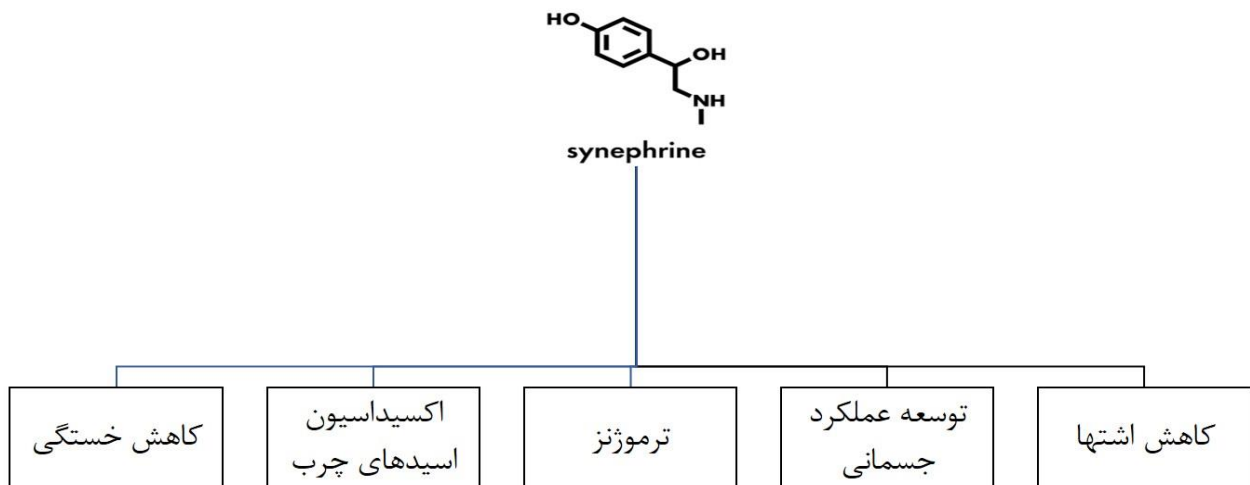 HO
OH
NH
synephrine
کاهش اشتها
توسعه عملکرد
جسمانی
ترموژنز
اکسیداسیون
اسیدهای چرب
کاهش خستگی